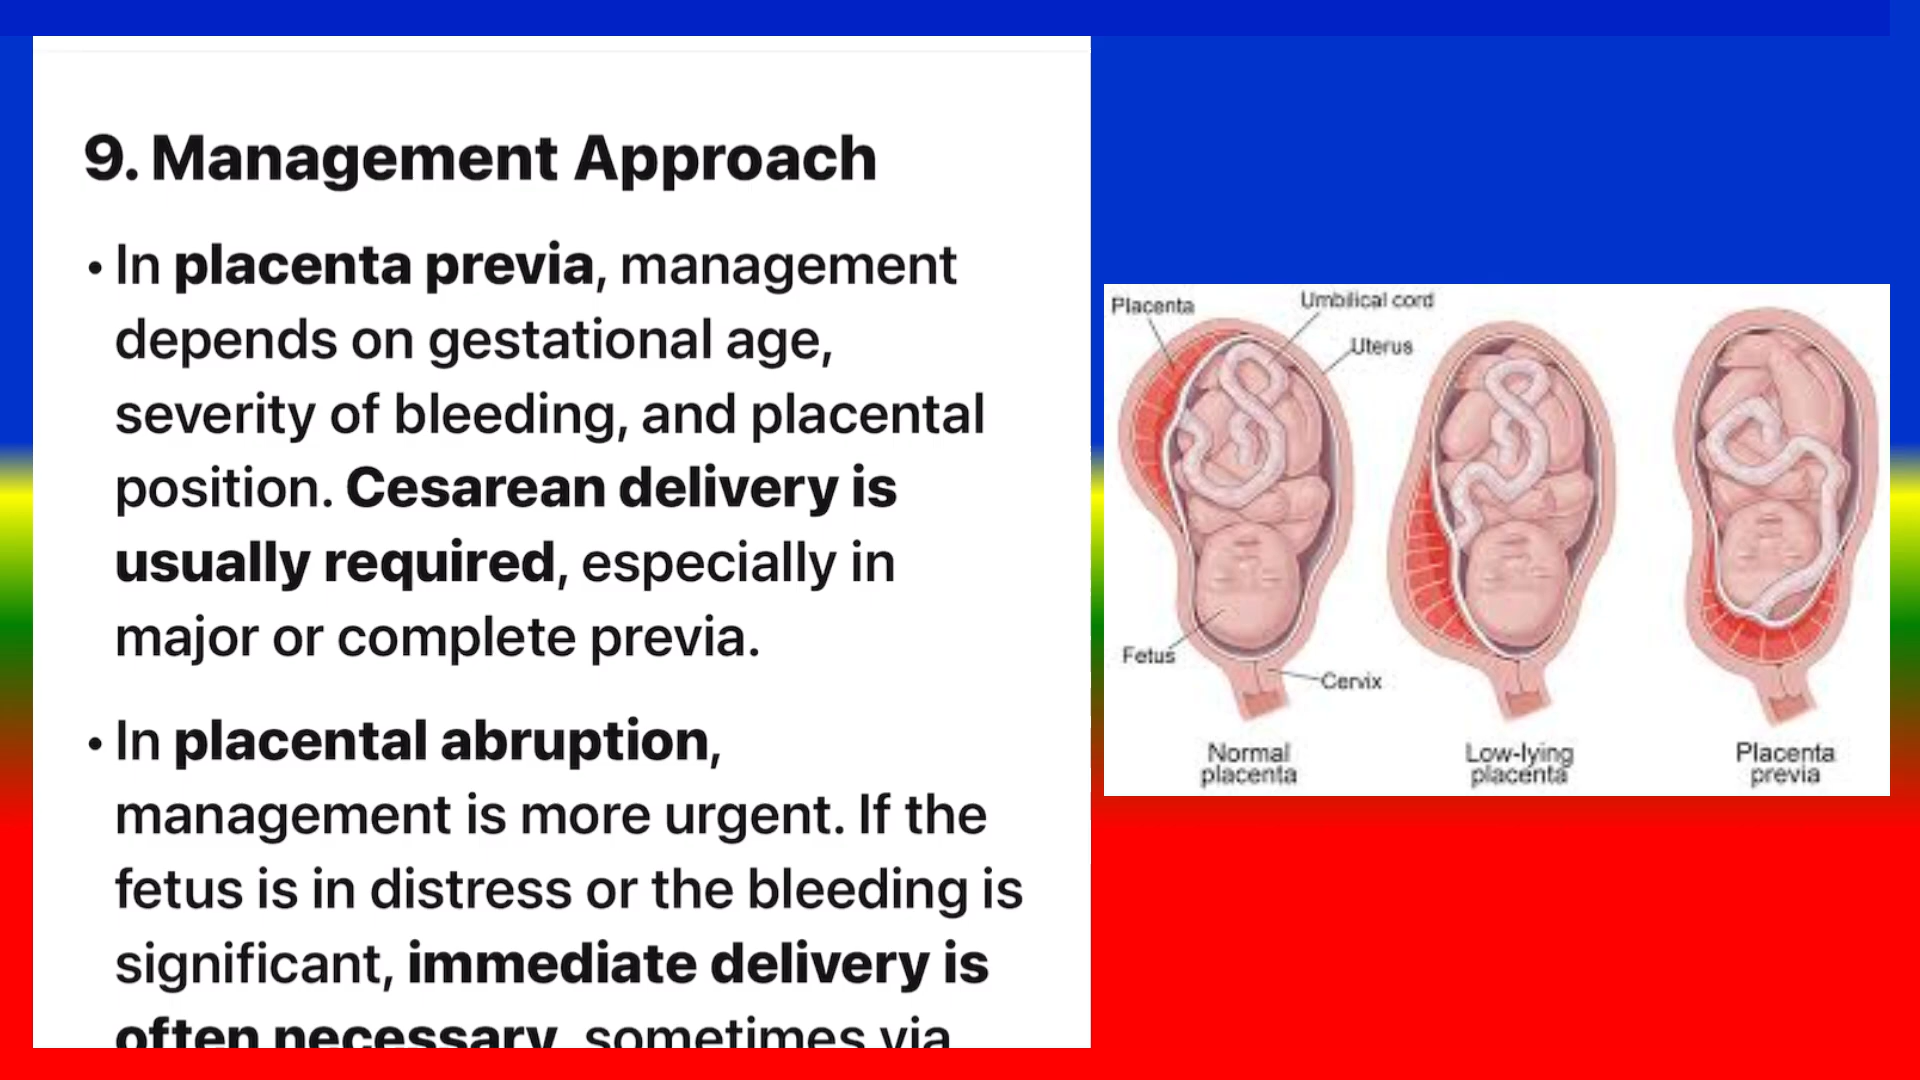 9. Management Approach
• In placenta previa, management
depends on gestational age,
severity of bleeding, and placental
position. Cesarean delivery is
usually required, especially in
major or complete previa.
• In placental abruption,
management is more urgent. If the
fetus is in distress or the bleeding is
significant, immediate delivery is
often necessary, sometimes via
Placenta
Umbilical cord
Uterus
Fetus
Cervix
Normal
placenta
Low-lying
placenta
Placenta
previa